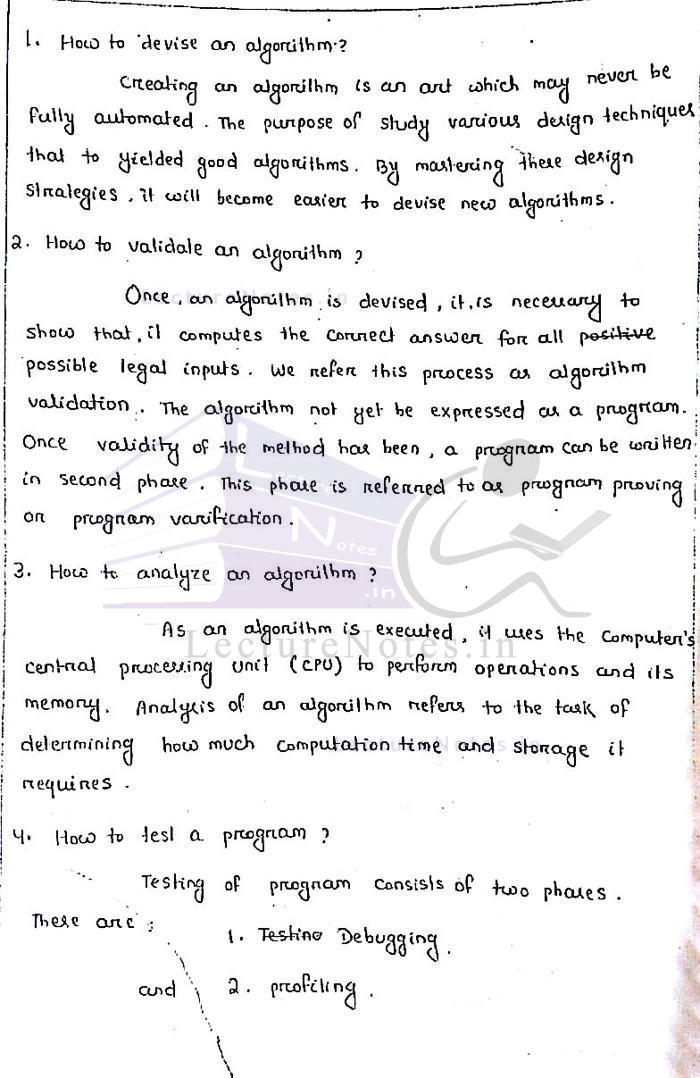 1. How to devise an algorithm?
Creating an algorithm is an art which may never be
fully automated. The purpose of study various design techniques
that to yielded good algorithms. By mastering these design
strategies, it will become easier to devise new algorithms.
2. How to validate an algorithm ?
Once, an algorithm is devised, it is necessary to
show that, it computes the correct answer for all positive
possible legal inputs. We refer this process as algorithm
validation. The algorithm not yet be expressed as a program.
Once validity of the method has been, a program can be written
in second phase. This phase is referred to as program proving
or program varification.
3. How to analyze an algorithm ?
As an algorithm is executed, it uses the Computer's
central processing unit (CPU) to perform operations and its
memory. Analysis of an algorithm refers to the task of
determining how much computation time and storage it
requires.
4. How to test a program ?
Testing of program consists of two phases.
These are :
1. Testing Debugging.
and 2. profiling.
Lecture
Notes
.in
LectureNotes.in